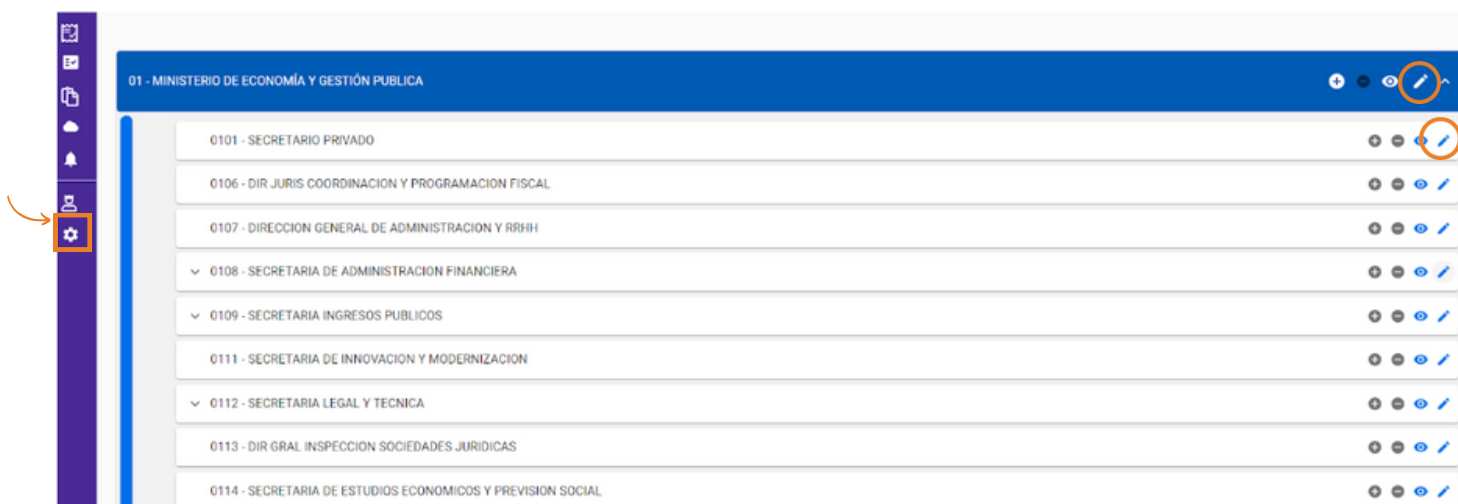 01 - MINISTERIO DE ECONOMÍA Y GESTIÓN PUBLICA
0101 - SECRETARIO PRIVADO
0106 - DIR JURIS COORDINACION Y PROGRAMACION FISCAL
0107 - DIRECCION GENERAL DE ADMINISTRACION Y RRHH
0108 - SECRETARIA DE ADMINISTRACION FINANCIERA
0109 - SECRETARIA INGRESOS PUBLICOS
0111 - SECRETARIA DE INNOVACION Y MODERNIZACION
0112 - SECRETARIA LEGAL Y TECNICA
0113 - DIR GRAL INSPECCION SOCIEDADES JURIDICAS
0114 - SECRETARIA DE ESTUDIOS ECONOMICOS Y PREVISION SOCIAL